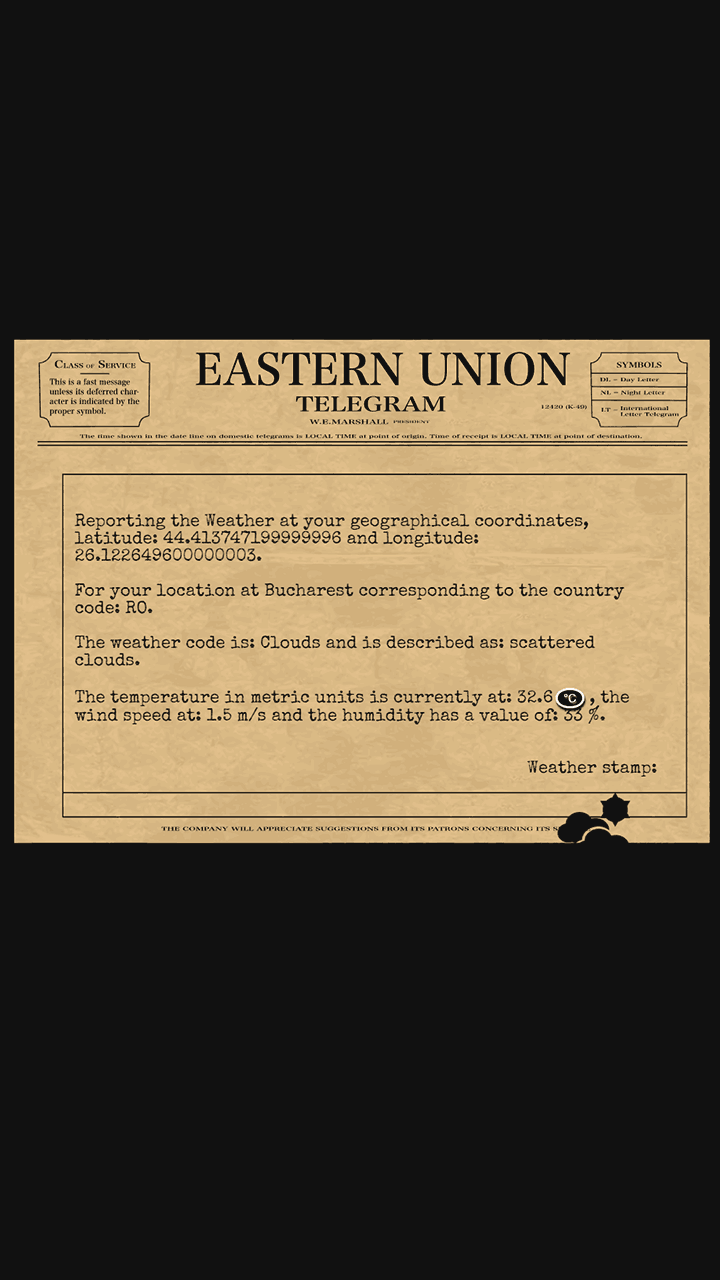 CLASS OF SERVICE
This is a fast message
unless its deferred char-
acter is indicated by the
proper symbol.
EASTERN UNION
TELEGRAM
W.E.MARSHALL PRESIDENT
12420 (K-49)
SYMBOLS
DL = Day Letter
NL = Night Letter
LT = International
Letter Telegram
The time shown in the date line on domestic telegrams is LOCAL TIME at point of origin. Time of receipt is LOCAL TIME at point of destination.
Reporting the Weather at your geographical coordinates,
latitude: 44.413747199999996 and longitude:
26.122649600000003.
For your location at Bucharest corresponding to the country
code: RO.
The weather code is: Clouds and is described as: scattered
clouds.
The temperature in metric units is currently at: 32.6 °C , the
wind speed at: 1.5 m/s and the humidity has a value of: 33 %.
Weather stamp:
THE COMPANY WILL APPRECIATE SUGGESTIONS FROM ITS PATRONS CONCERNING ITS